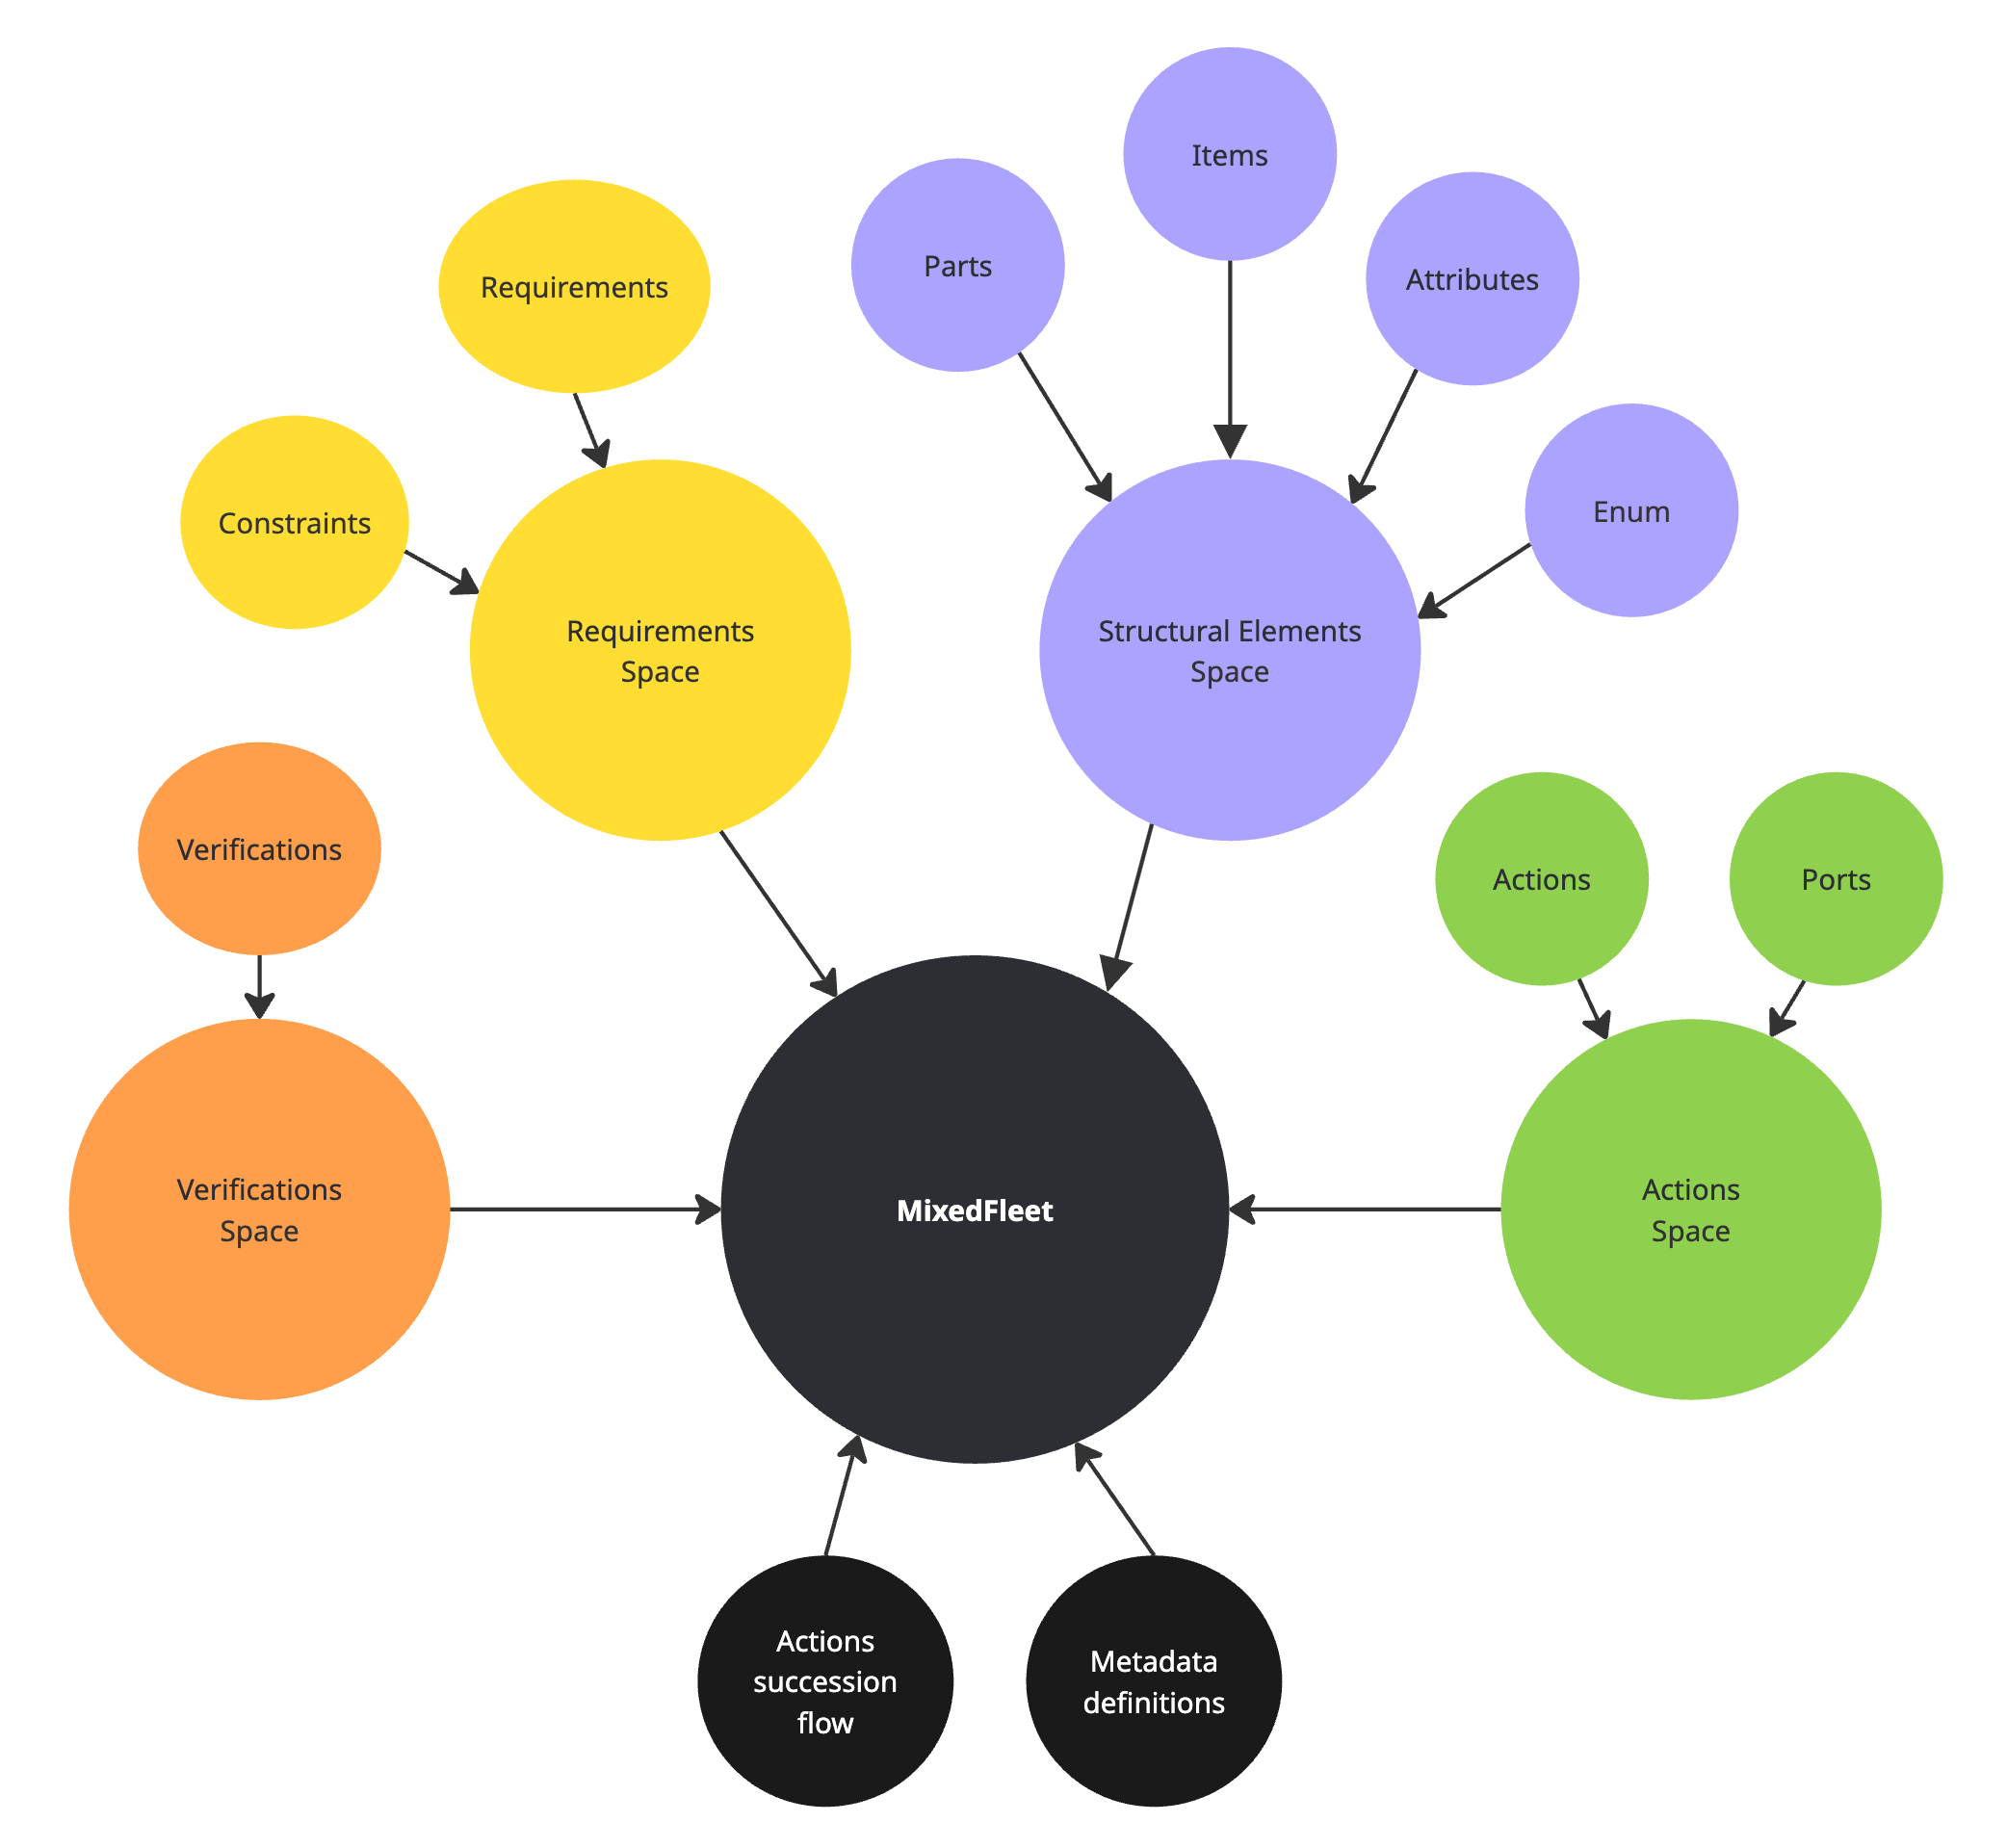 Items
Parts
Attributes
Requirements
Enum
Constraints
Requirements
Space
Structural Elements
Space
Verifications
Actions
Ports
Verifications
Space
MixedFleet
Actions
Space
Actions
succession
flow
Metadata
definitions